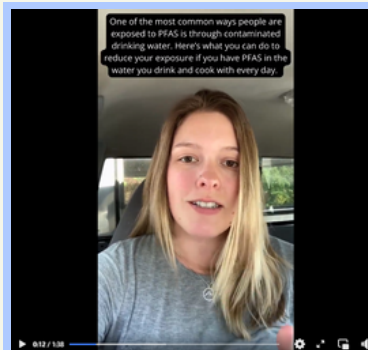 One of the most common ways people are
exposed to PFAS is through contaminated
drinking water. Here's what you can do to
reduce your exposure if you have PFAS in the
water you drink and cook with every day.
0:12 / 1:38